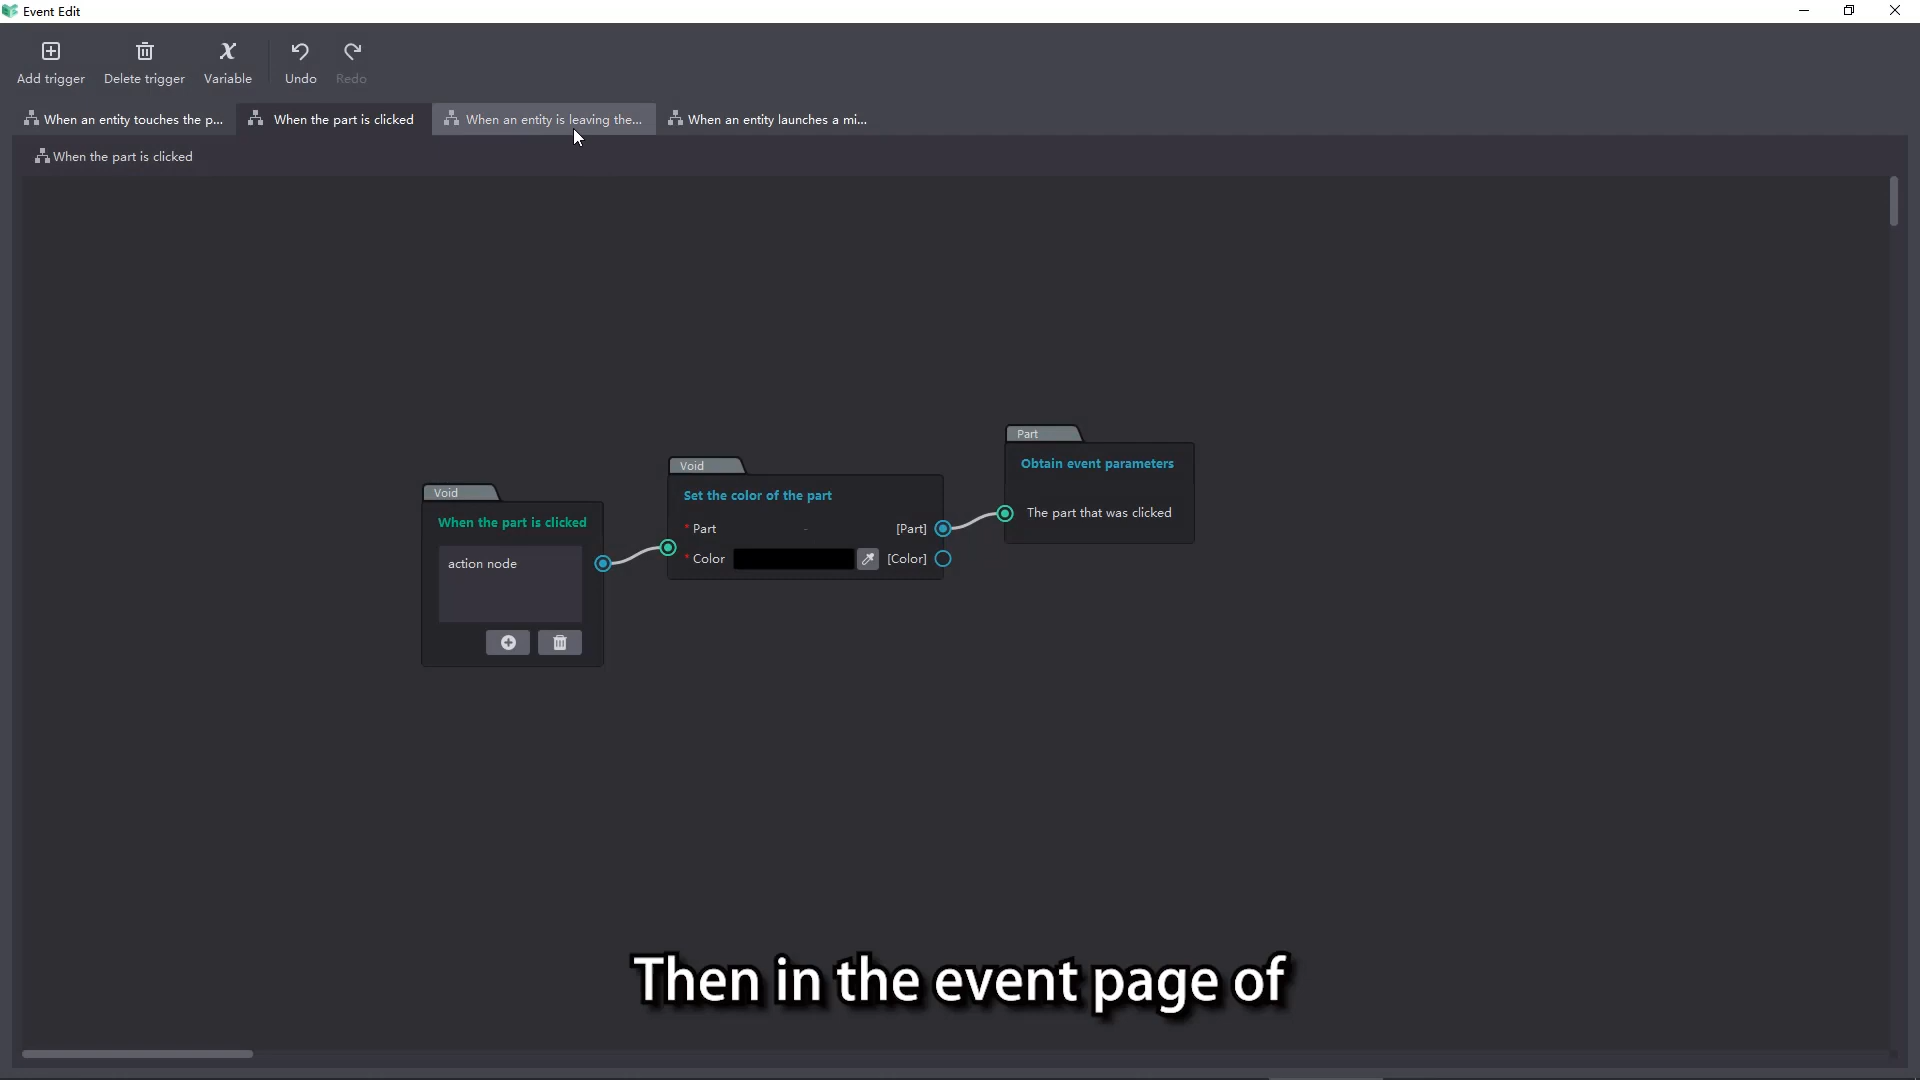 Event Edit
Add trigger
Delete trigger
Variable
Undo
Redo
When an entity touches the p...
When the part is clicked
When an entity is leaving the...
When an entity launches a mi...
When the part is clicked
Void
When the part is clicked
action node
Void
Set the color of the part
* Part - [Part]
* Color [Color]
Part
Obtain event parameters
The part that was clicked
Then in the event page of